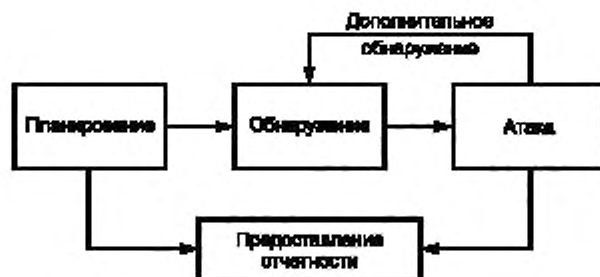 Дополнительное
обнаружение
Планирование
Обнаружение
Атака
Предоставление
отчетности